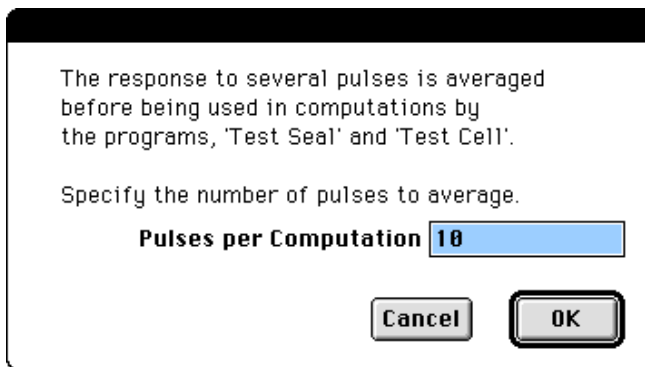 The response to several pulses is averaged
before being used in computations by
the programs, 'Test Seal' and 'Test Cell'.
Specify the number of pulses to average.
Pulses per Computation 10
Cancel OK